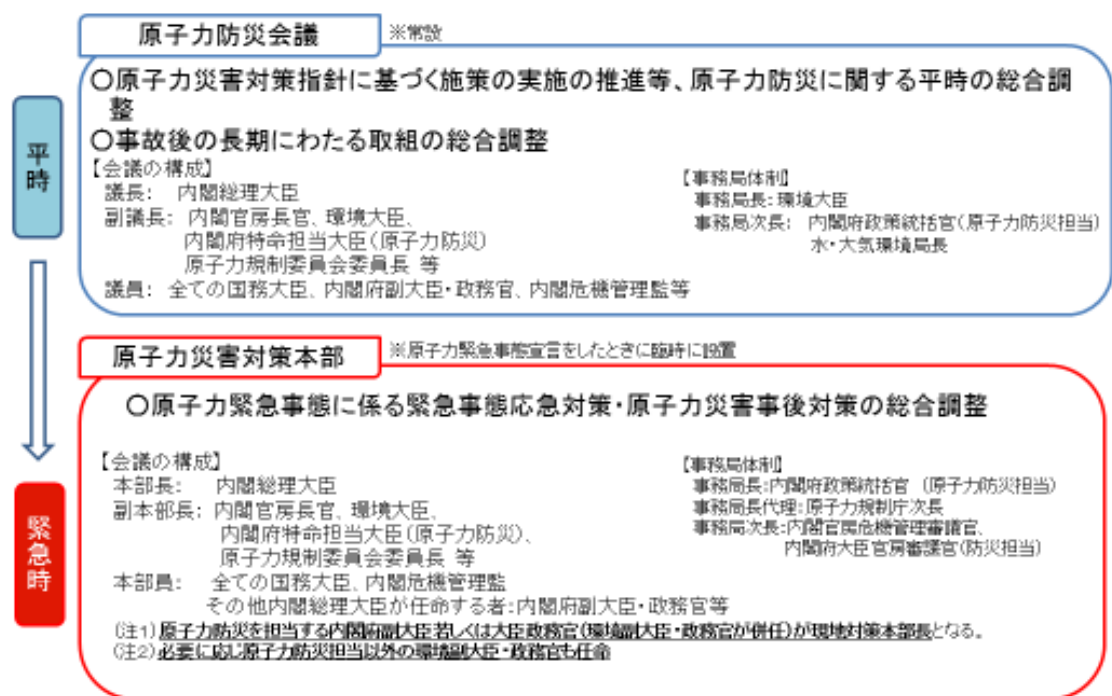 原子力防災会議
※常設
平時
〇原子力災害対策指針に基づく施策の実施の推進等、原子力防災に関する平時の総合調
整
〇事故後の長期にわたる取組の総合調整
【会議の構成】
議長: 内閣総理大臣
副議長: 内閣官房長官、環境大臣、
内閣府特命担当大臣(原子力防災)
原子力規制委員会委員長 等
議員: 全ての国務大臣、内閣府副大臣・政務官、内閣危機管理監等
【事務局体制】
事務局長:環境大臣
事務局次長: 内閣府政策統括官(原子力防災担当)
水・大気環境局長
原子力災害対策本部
※原子力緊急事態宣言をしたときに臨時に設置
緊急時
〇原子力緊急事態に係る緊急事態応急対策・原子力災害事後対策の総合調整
【会議の構成】
本部長: 内閣総理大臣
副本部長: 内閣官房長官、環境大臣、
内閣府特命担当大臣(原子力防災)、
原子力規制委員会委員長 等
本部員: 全ての国務大臣、内閣危機管理監
その他内閣総理大臣が任命する者:内閣府副大臣・政務官等
【事務局体制】
事務局長:内閣府政策統括官 (原子力防災担当)
事務局長代理:原子力規制庁次長
事務局次長:内閣官房危機管理審議官、
内閣府大臣官房審議官(防災担当)
(注1)原子力防災を担当する内閣府副大臣若しくは大臣政務官(環境副大臣・政務官が併任)が現地対策本部長となる。
(注2)必要に応じ原子力防災担当以外の環境副大臣・政務官も任命